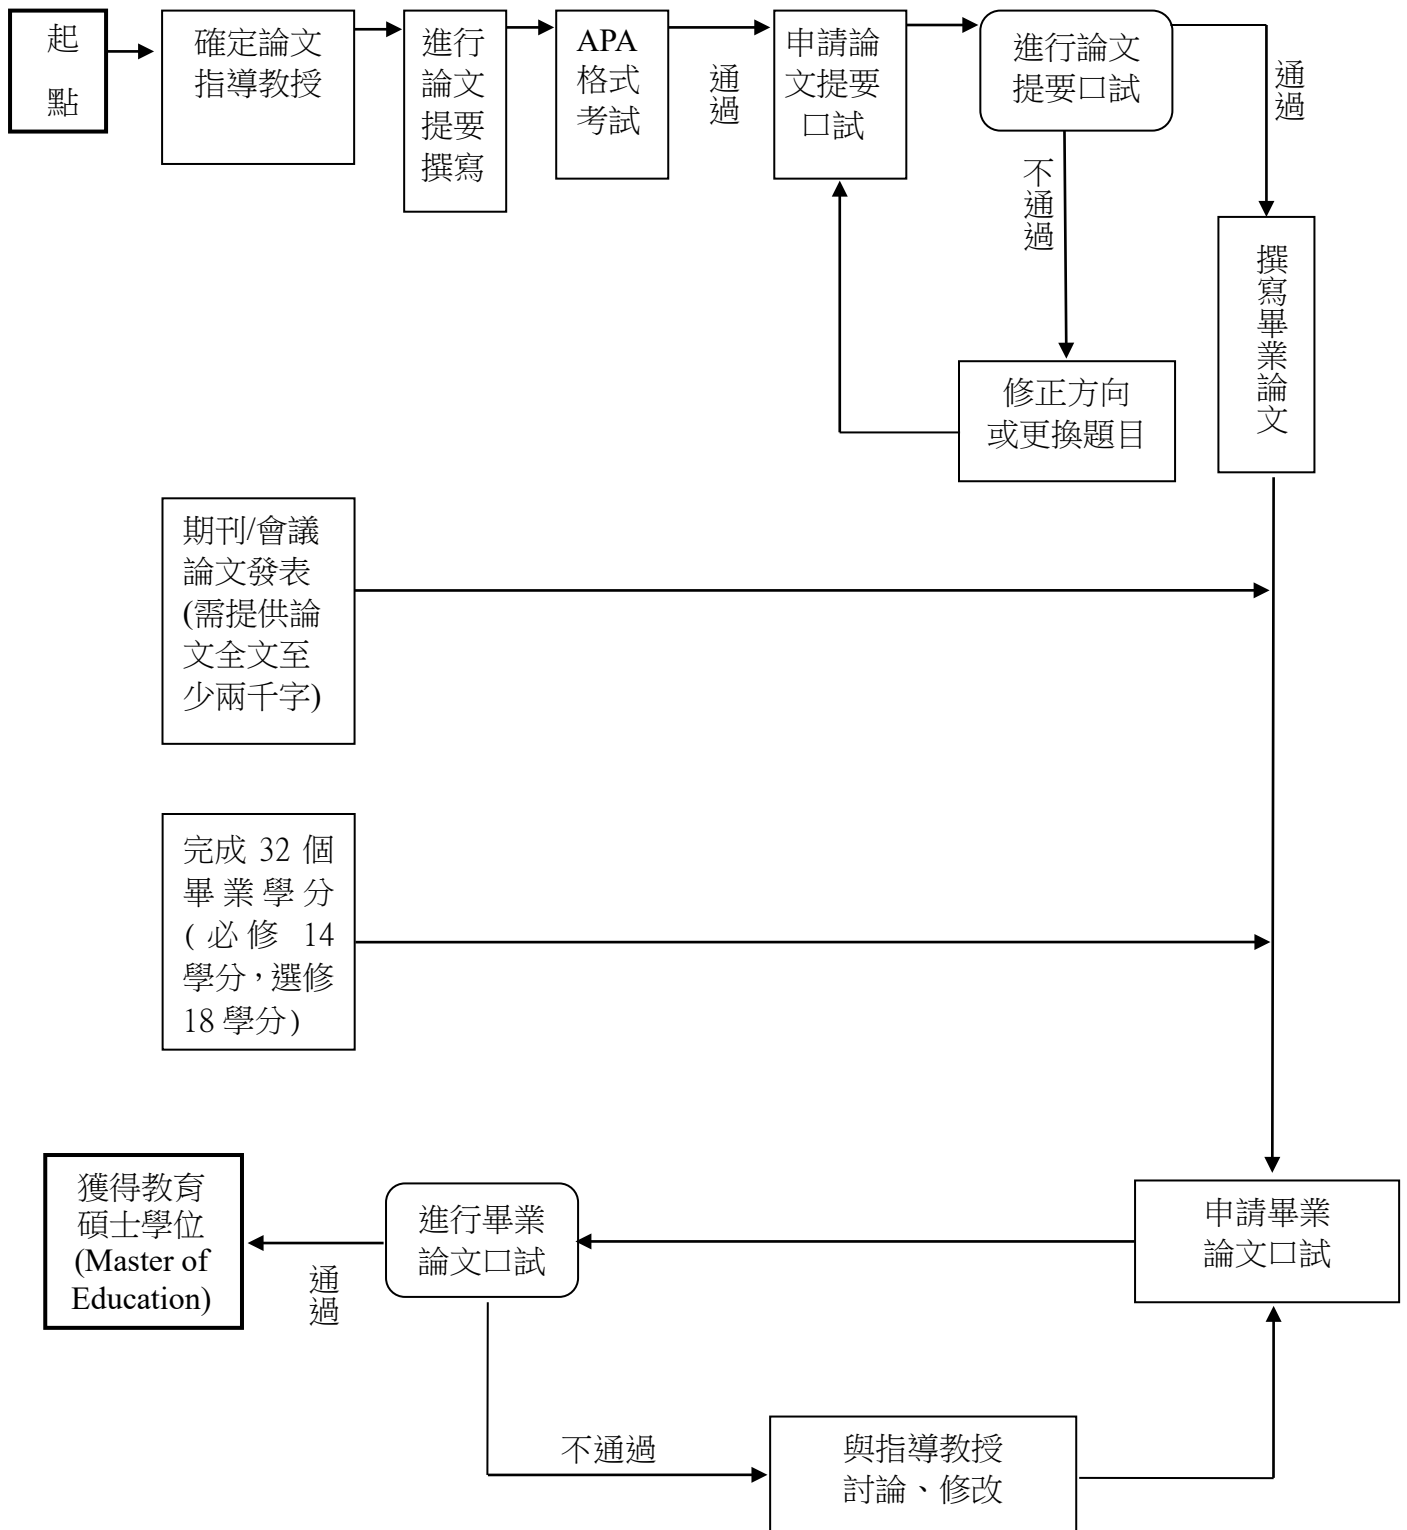 起
點
確定論文
指導教授
進行
論文
提要
撰寫
APA
格式
考試
通過
申請論
文提要
口試
進行論文
提要口試
通過
不通過
撰寫畢業論文
修正方向
或更換題目
期刊/會議
論文發表
(需提供論
文全文至
少兩千字)
完成 32 個
畢業學分
(必修 14
學分，選修
18 學分)
獲得教育
碩士學位
(Master of
Education)
通過
進行畢業
論文口試
申請畢業
論文口試
不通過
與指導教授
討論、修改